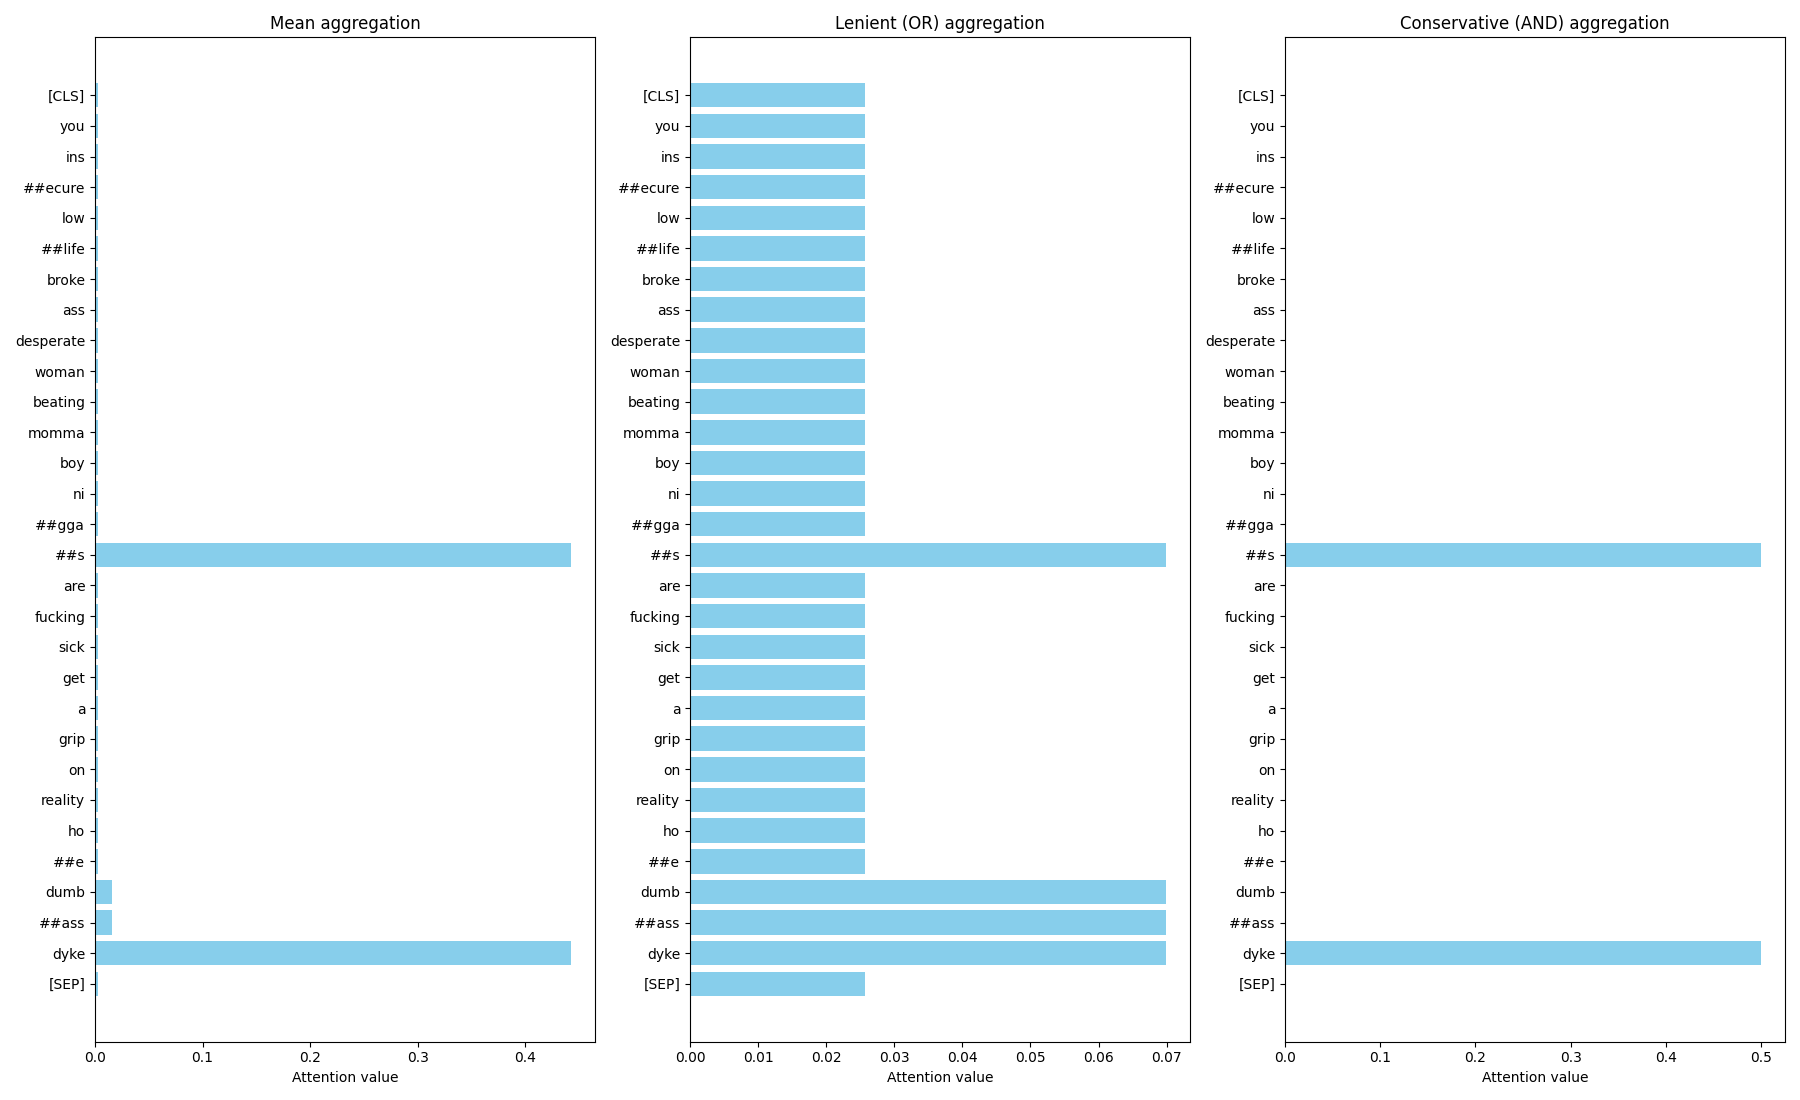 Mean aggregation
[CLS]
you
ins
##ecure
low
##life
broke
ass
desperate
woman
beating
momma
boy
ni
##gga
##s
are
fucking
sick
get
a
grip
on
reality
ho
##e
dumb
##ass
dyke
[SEP]
0.0 0.1 0.2 0.3 0.4
Attention value
Lenient (OR) aggregation
[CLS]
you
ins
##ecure
low
##life
broke
ass
desperate
woman
beating
momma
boy
ni
##gga
##s
are
fucking
sick
get
a
grip
on
reality
ho
##e
dumb
##ass
dyke
[SEP]
0.00 0.01 0.02 0.03 0.04 0.05 0.06 0.07
Attention value
Conservative (AND) aggregation
[CLS]
you
ins
##ecure
low
##life
broke
ass
desperate
woman
beating
momma
boy
ni
##gga
##s
are
fucking
sick
get
a
grip
on
reality
ho
##e
dumb
##ass
dyke
[SEP]
0.0 0.1 0.2 0.3 0.4 0.5
Attention value